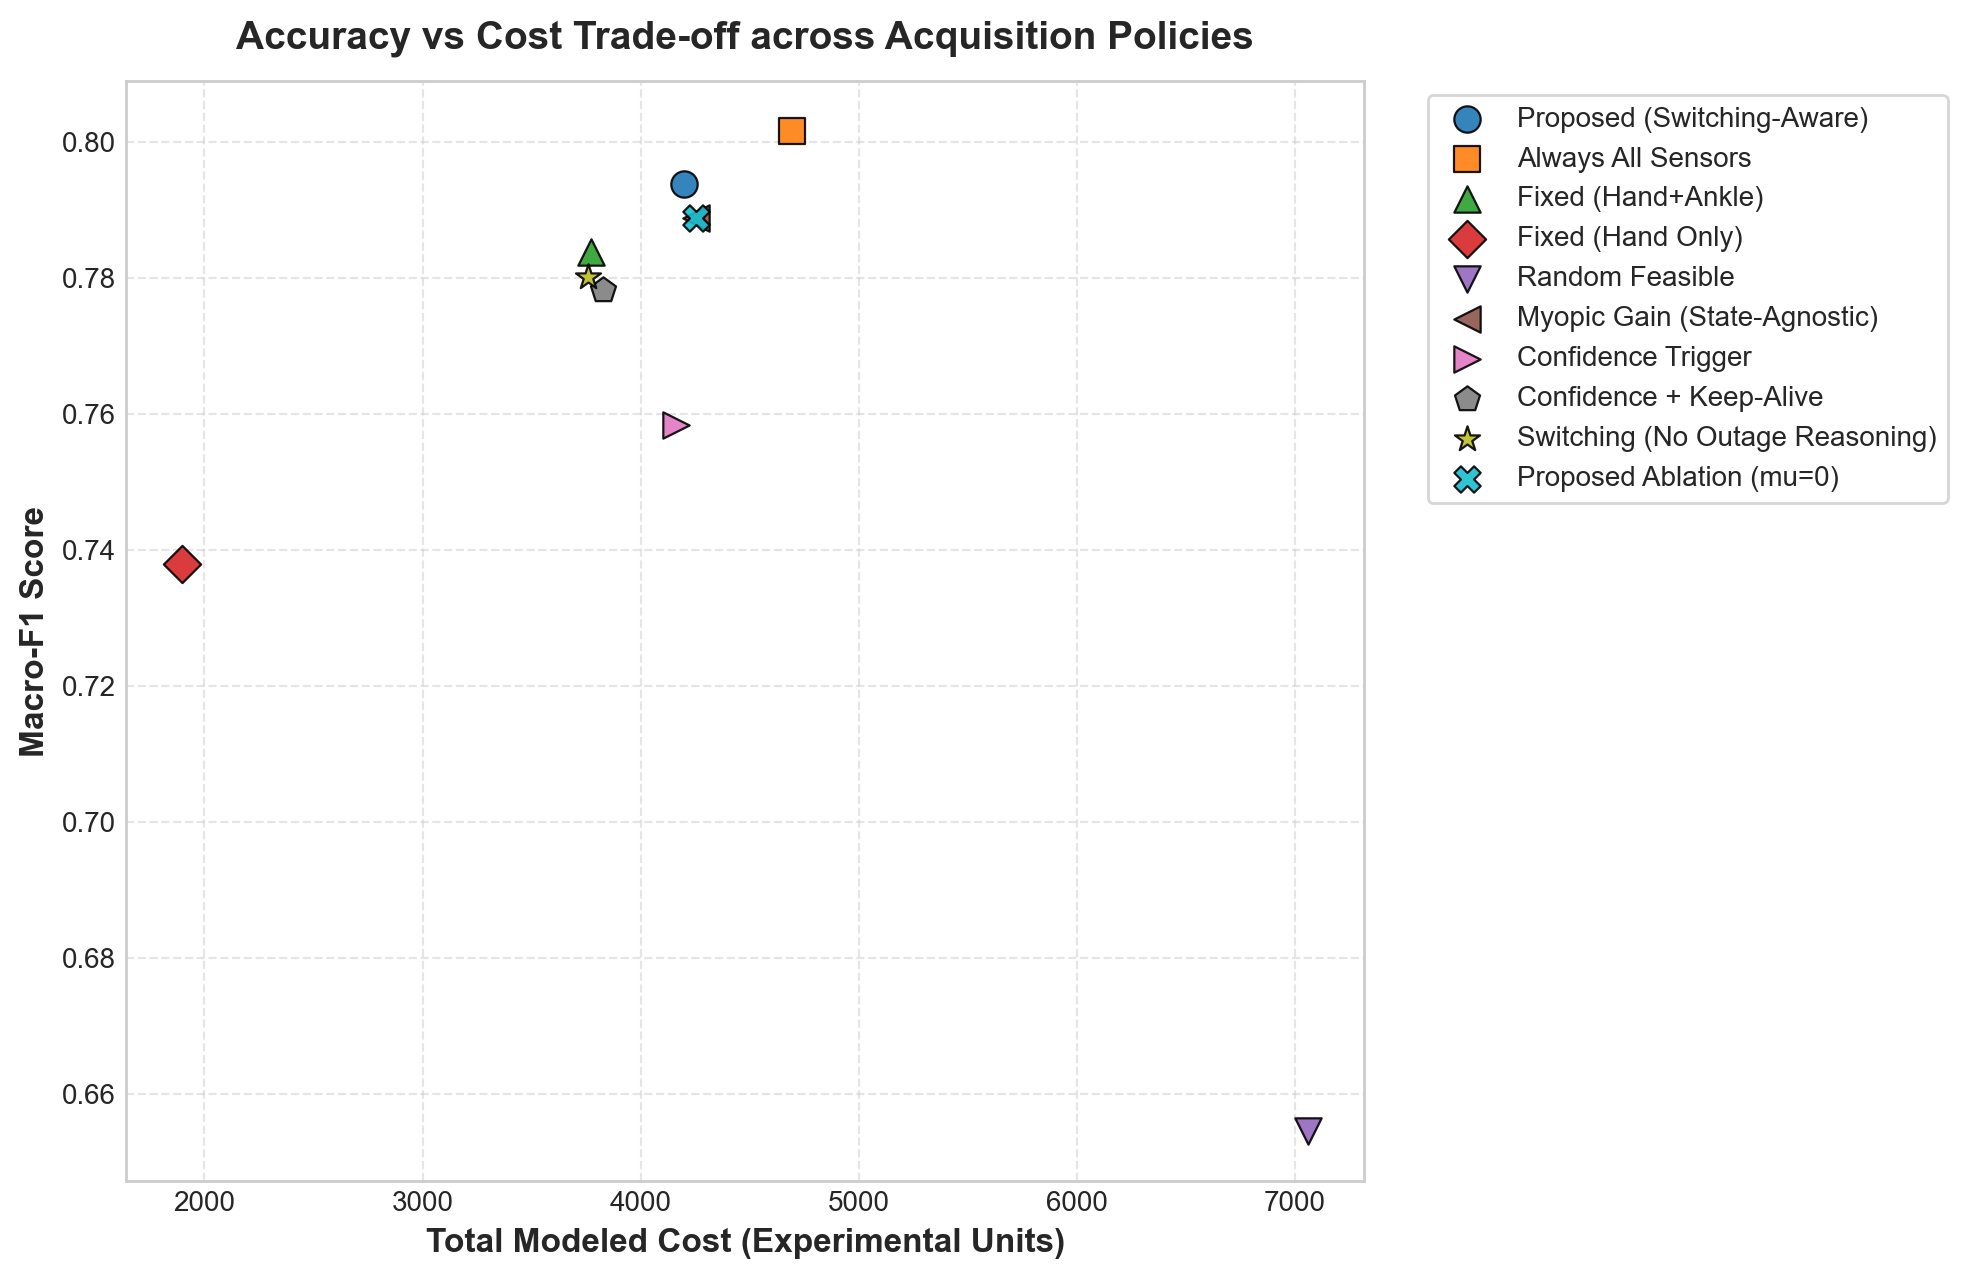 Accuracy vs Cost Trade-off across Acquisition Policies
Macro-F1 Score
0.80
0.78
0.76
0.74
0.72
0.70
0.68
0.66
2000 3000 4000 5000 6000 7000
Total Modeled Cost (Experimental Units)
Proposed (Switching-Aware)
Always All Sensors
Fixed (Hand+Ankle)
Fixed (Hand Only)
Random Feasible
Myopic Gain (State-Agnostic)
Confidence Trigger
Confidence + Keep-Alive
Switching (No Outage Reasoning)
Proposed Ablation (mu=0)